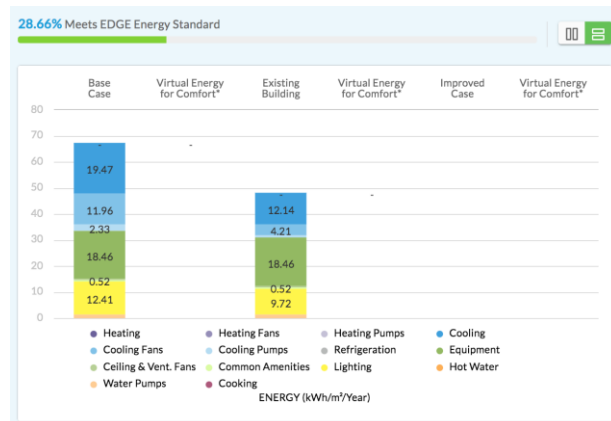 28.66% Meets EDGE Energy Standard
Base Case
Virtual Energy for Comfort*
Existing Building
Virtual Energy for Comfort*
Improved Case
Virtual Energy for Comfort*
80
70
60
50
40
30
20
10
0
-
19.47
11.96
2.33
18.46
0.52
12.41
-
-
12.14
4.21
18.46
0.52
9.72
-
Heating
Heating Fans
Heating Pumps
Cooling
Cooling Fans
Cooling Pumps
Refrigeration
Equipment
Ceiling & Vent. Fans
Common Amenities
Lighting
Hot Water
Water Pumps
Cooking
ENERGY (kWh/m²/Year)